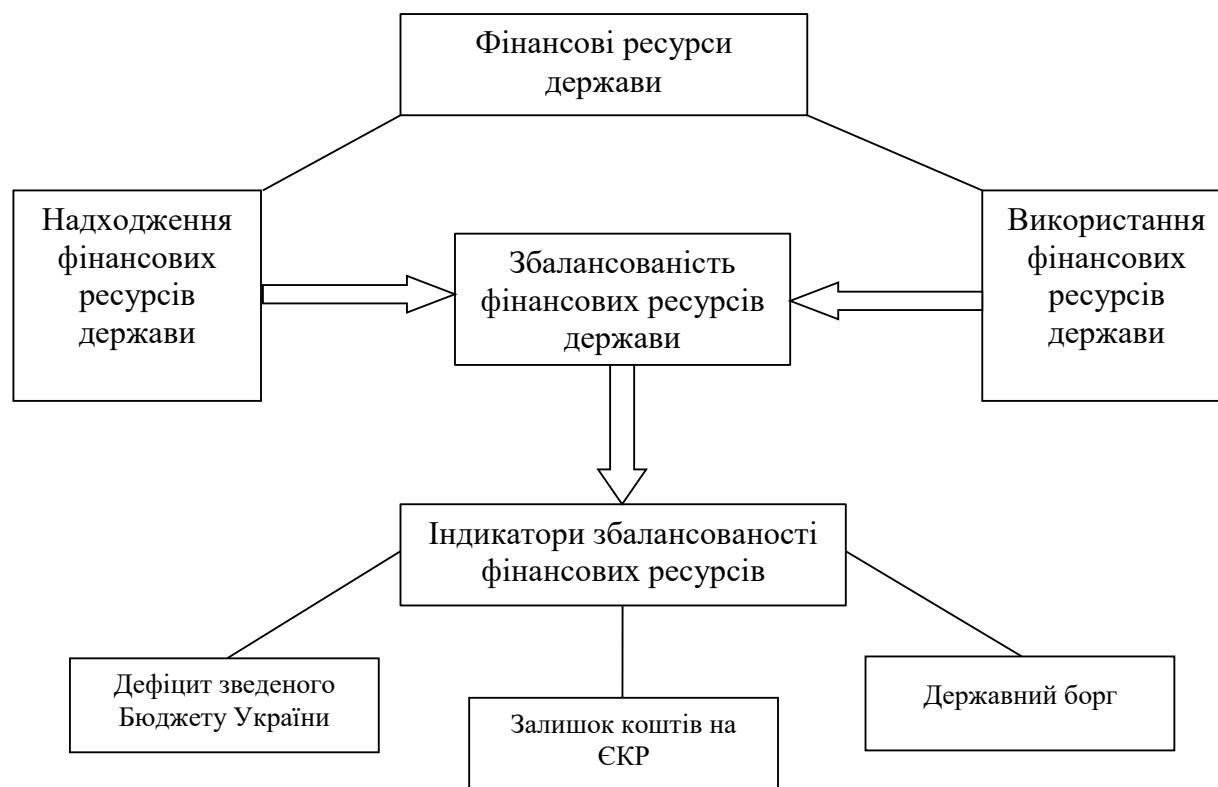 Фінансові ресурси
держави
Надходження
фінансових
ресурсів
держави
Збалансованість
фінансових ресурсів
держави
Використання
фінансових
ресурсів
держави
Індикатори збалансованості
фінансових ресурсів
Дефіцит зведеного
Бюджету України
Залишок коштів на
ЄКР
Державний борг